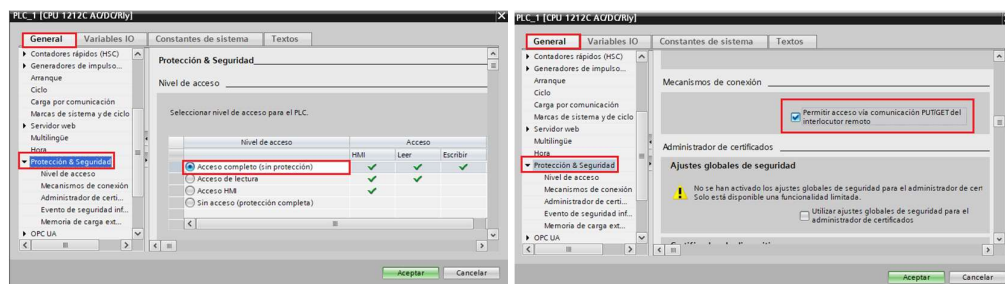 PLC_1 [CPU 1212C AC/DC/Rly]
General Variables IO Constantes de sistema Textos
Contadores rápidos (HSC)
Generadores de impulso...
Arranque
Ciclo
Carga por comunicación
Marcas de sistema y de ciclo
Servidor web
Multilingüe
Hora
Protección & Seguridad
Nivel de acceso
Mecanismos de conexión
Administrador de certi...
Evento de seguridad inf...
Memoria de carga ext...
OPC UA
Protección & Seguridad
Nivel de acceso
Seleccionar nivel de acceso para el PLC.
Nivel de acceso Acceso
HMI Leer Escribir
Acceso completo (sin protección)
Acceso de lectura
Acceso HMI
Sin acceso (protección completa)
Aceptar Cancelar
PLC_1 [CPU 1212C AC/DC/Rly]
General Variables IO Constantes de sistema Textos
Contadores rápidos (HSC)
Generadores de impulso...
Arranque
Ciclo
Carga por comunicación
Marcas de sistema y de ciclo
Servidor web
Multilingüe
Hora
Protección & Seguridad
Nivel de acceso
Mecanismos de conexión
Administrador de certi...
Evento de seguridad inf...
Memoria de carga ext...
OPC UA
Mecanismos de conexión
Permitir acceso vía comunicación PUT/GET del
interlocutor remoto
Administrador de certificados
Ajustes globales de seguridad
No se han activado los ajustes globales de seguridad para el administrador de cer
Solo está disponible una funcionalidad limitada.
Utilizar ajustes globales de seguridad para el
administrador de certificados
Aceptar Cancelar